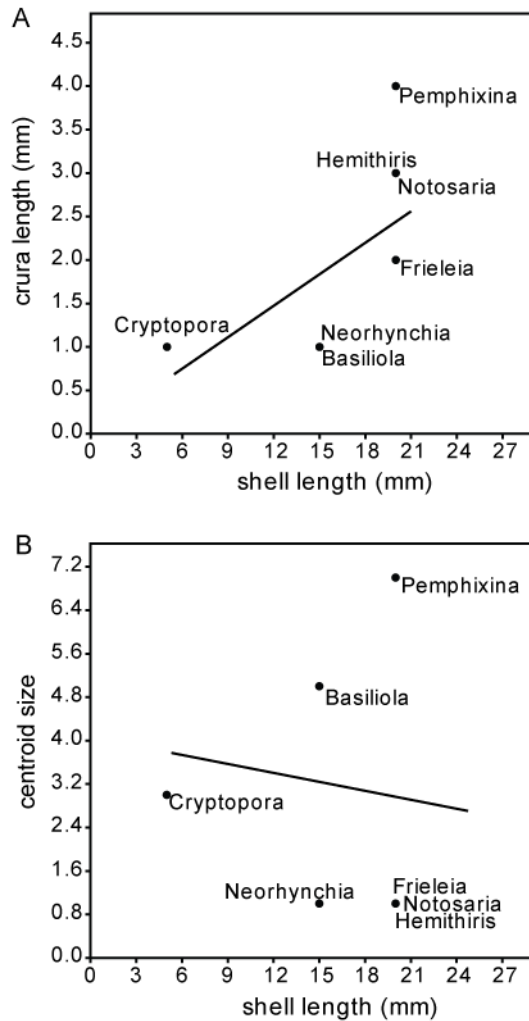 A
crura length (mm)
4.5
4.0
3.5
3.0
2.5
2.0
1.5
1.0
0.5
0.0
Pemphixina
Hemithiris
Notosaria
Frieleia
Cryptopora
Neorhynchia
Basiliola
0 3 6 9 12 15 18 21 24 27
shell length (mm)
B
centroid size
7.2
6.4
5.6
4.8
4.0
3.2
2.4
1.6
0.8
0.0
Pemphixina
Basiliola
Cryptopora
Neorhynchia
Frieleia
Notosaria
Hemithiris
0 3 6 9 12 15 18 21 24 27
shell length (mm)